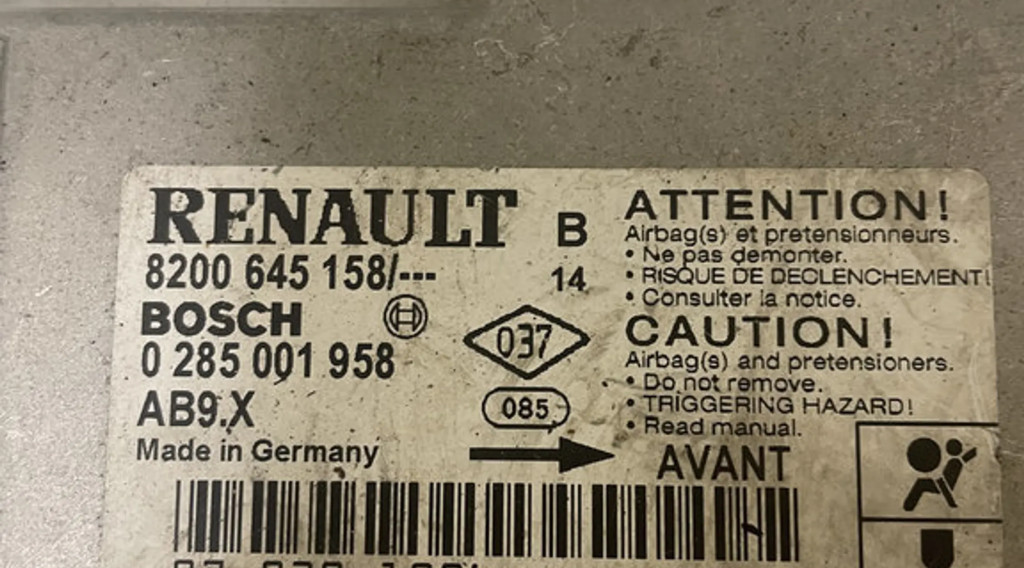 RENAULT
B
8200 645 158/---
14
BOSCH
037
0 285 001 958
085
AB9.X
Made in Germany
ATTENTION!
Airbag(s) et pretensionneurs.
• Ne pas demonter.
• RISQUE DE DECLENCHEMENT!
• Consulter la notice.
CAUTION!
Airbag(s) and pretensioners.
• Do not remove.
• TRIGGERING HAZARD!
• Read manual.
AVANT